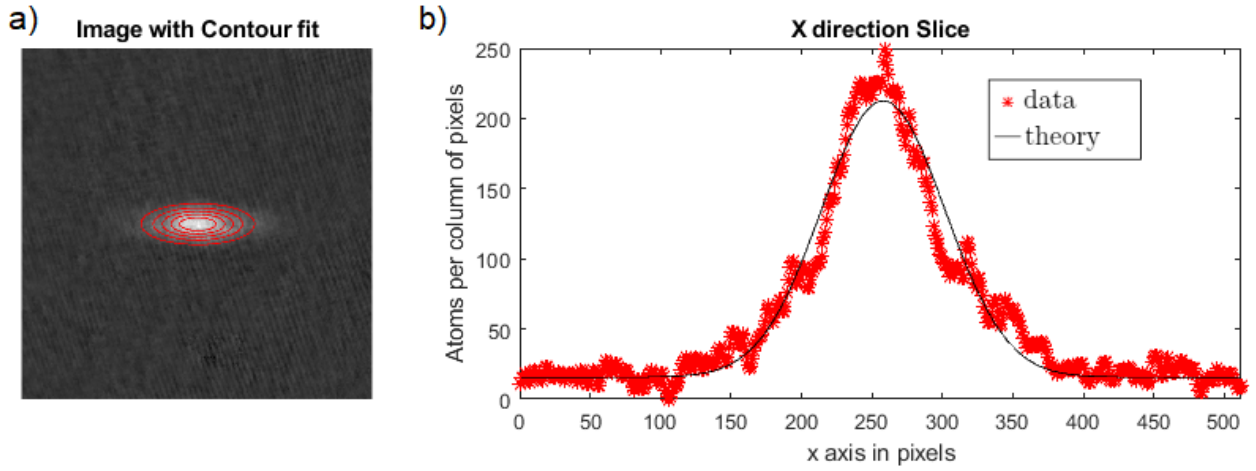 a)
Image with Contour fit
b)
X direction Slice
Atoms per column of pixels
250
200
150
100
50
0
data
theory
0 50 100 150 200 250 300 350 400 450 500
x axis in pixels